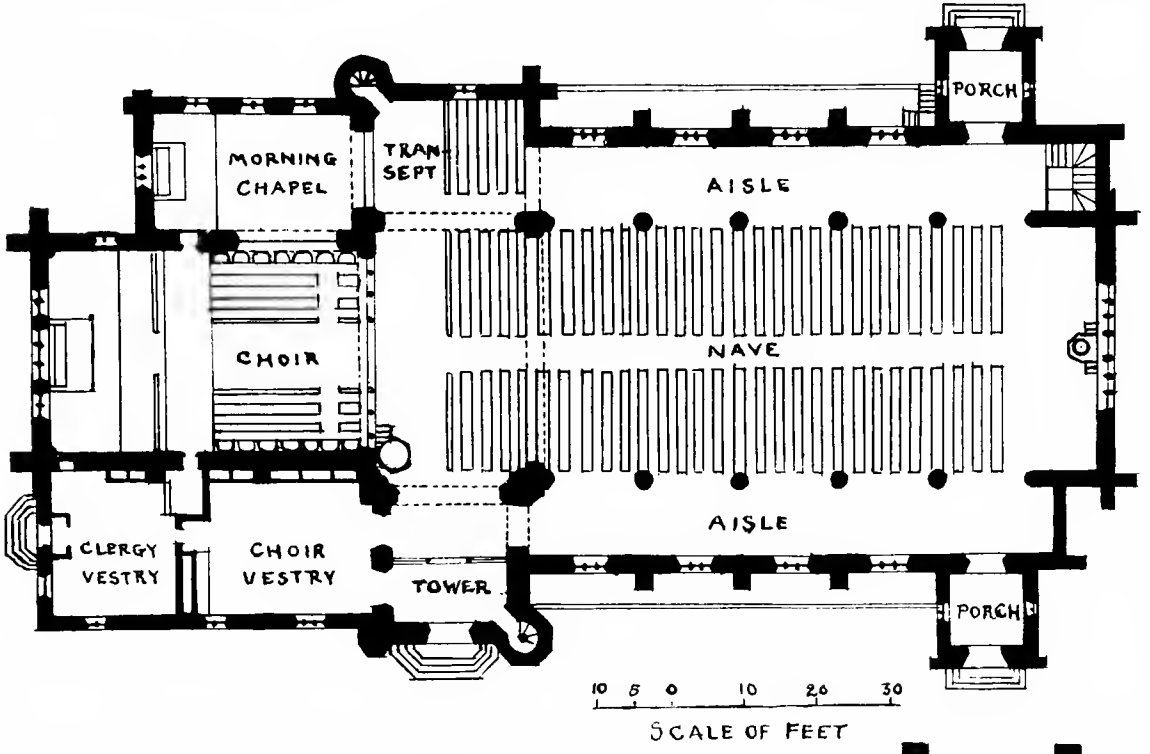 PORCH
MORNING
CHAPEL
TRAN-
SEPT
AISLE
CHOIR
NAVE
AISLE
CLERGY
VESTRY
CHOIR
VESTRY
TOWER
PORCH
10 5 0 10 20 30
SCALE OF FEET